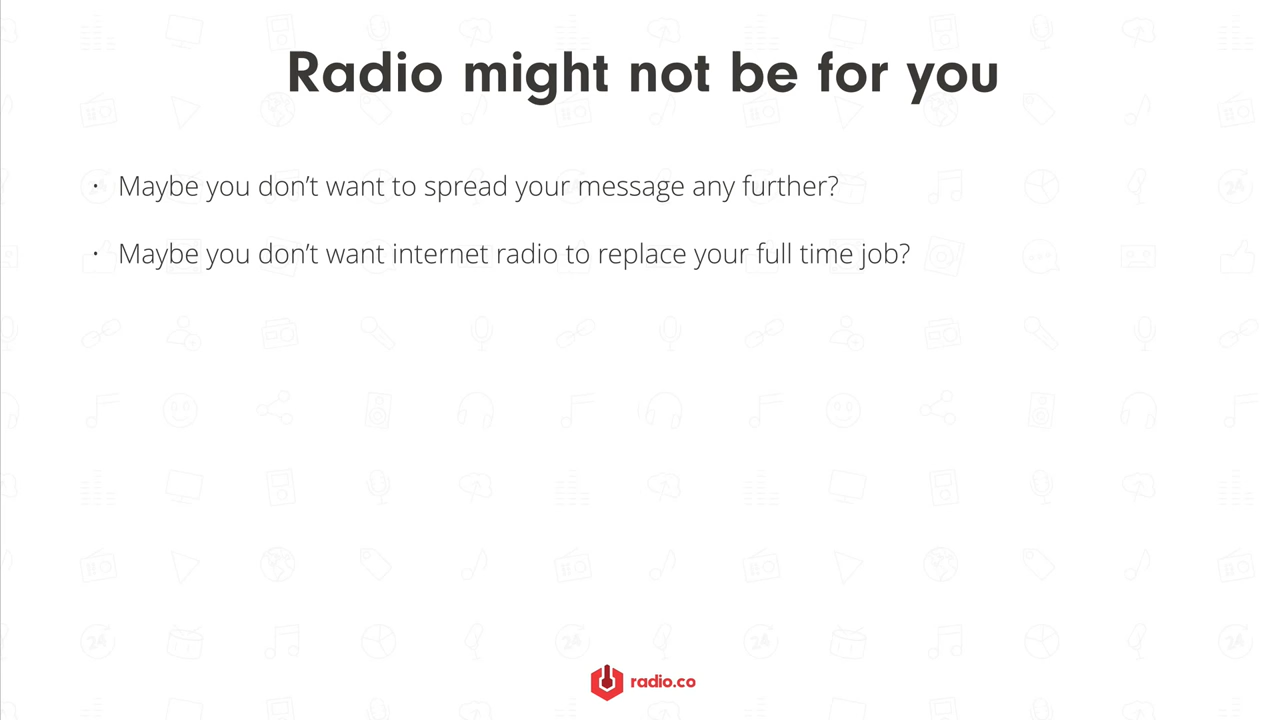 Radio might not be for you
· Maybe you don’t want to spread your message any further?
· Maybe you don’t want internet radio to replace your full time job?
radio.co